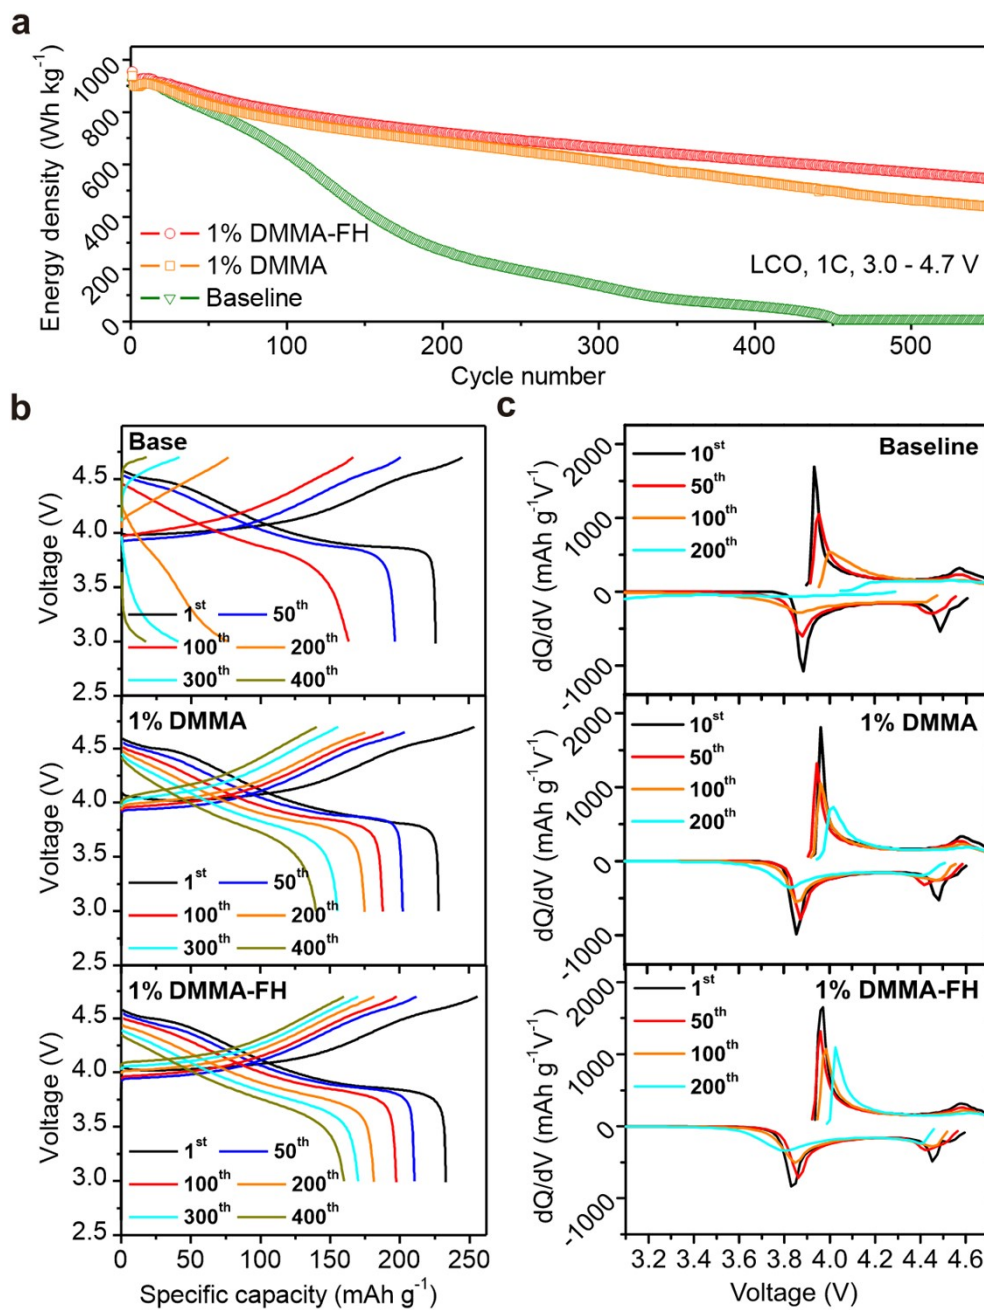 a
Energy density (Wh kg⁻¹)
1000
800
600
400
200
0
1% DMMA-FH
1% DMMA
Baseline
LCO, 1C, 3.0 - 4.7 V
0 100 200 300 400 500
Cycle number
b
Base
Voltage (V)
4.5
4.0
3.5
3.0
2.5
1ˢᵗ 50ᵗʰ
100ᵗʰ 200ᵗʰ
300ᵗʰ 400ᵗʰ
1% DMMA
Voltage (V)
4.5
4.0
3.5
3.0
2.5
1ˢᵗ 50ᵗʰ
100ᵗʰ 200ᵗʰ
300ᵗʰ 400ᵗʰ
1% DMMA-FH
Voltage (V)
4.5
4.0
3.5
3.0
2.5
1ˢᵗ 50ᵗʰ
100ᵗʰ 200ᵗʰ
300ᵗʰ 400ᵗʰ
0 50 100 150 200 250
Specific capacity (mAh g⁻¹)
c
Baseline
dQ/dV (mAh g⁻¹V⁻¹)
2000
1000
0
-1000
10ˢᵗ
50ᵗʰ
100ᵗʰ
200ᵗʰ
1% DMMA
dQ/dV (mAh g⁻¹V⁻¹)
2000
1000
0
-1000
10ˢᵗ
50ᵗʰ
100ᵗʰ
200ᵗʰ
1% DMMA-FH
dQ/dV (mAh g⁻¹V⁻¹)
2000
1000
0
-1000
1ˢᵗ
50ᵗʰ
100ᵗʰ
200ᵗʰ
3.2 3.4 3.6 3.8 4.0 4.2 4.4 4.6
Voltage (V)